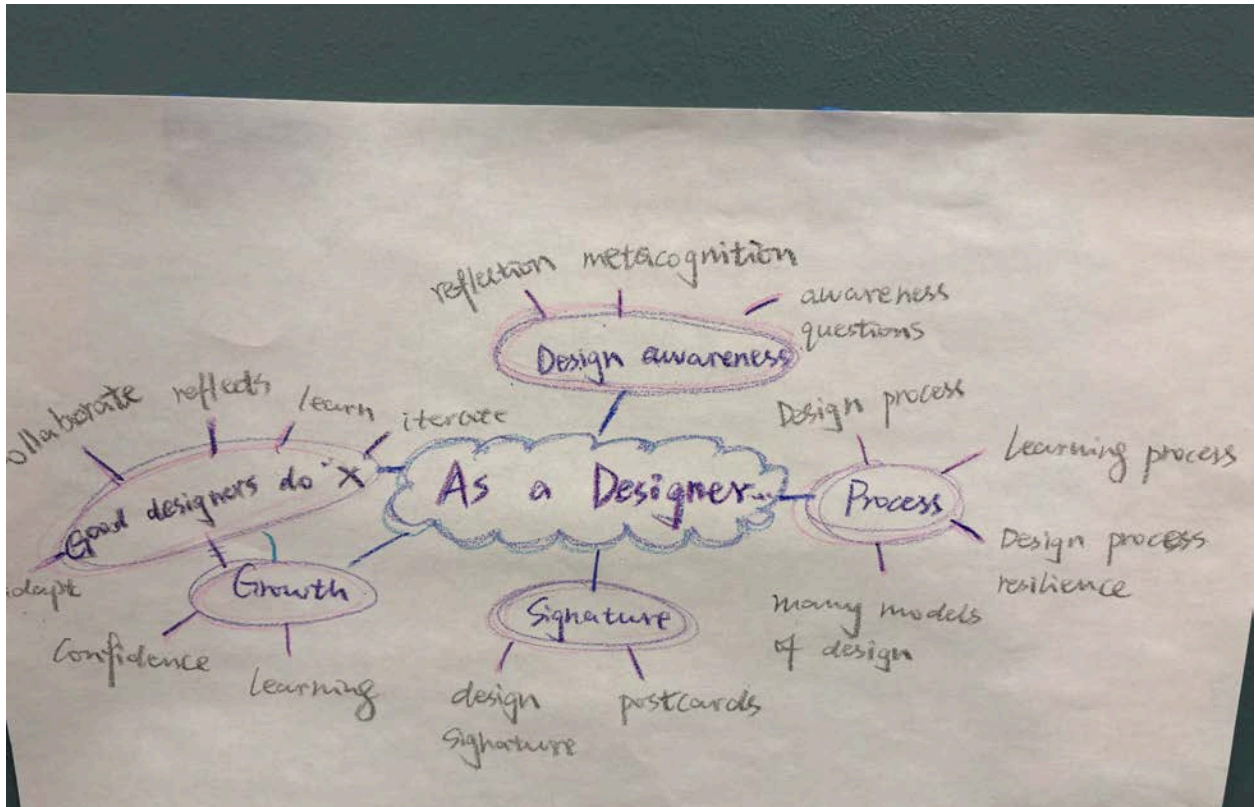 reflection metacognition
awareness
questions
Design awareness
ollaborate reflects learn iterate
Good designers do "X
dapt
As a Designer...
Design process
Learning process
Process
Design process
resilience
many models
of design
Growth
Confidence
learning
Signature
design
signature
postcards